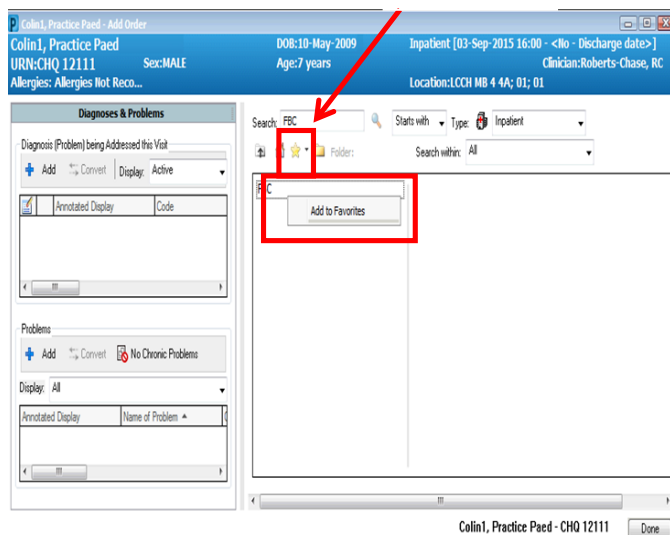 Colin1, Practice Paed - Add Order
Colin1, Practice Paed DOB:10-May-2009 Inpatient [03-Sep-2015 16:00 - <No - Discharge date>]
URN:CHQ 12111 Sex:MALE Age:7 years Clinician:Roberts-Chase, RC
Allergies: Allergies Not Reco... Location:LCCH MB 4 4A; 01; 01
Diagnoses & Problems
Diagnosis (Problem) being Addressed this Visit
Add Convert Display: Active
Annotated Display Code
Problems
Add Convert No Chronic Problems
Display: All
Annotated Display Name of Problem
Search: FBC Starts with Type: Inpatient
Folder: Search within: All
FBC
Add to Favorites
Colin1, Practice Paed - CHQ 12111 Done